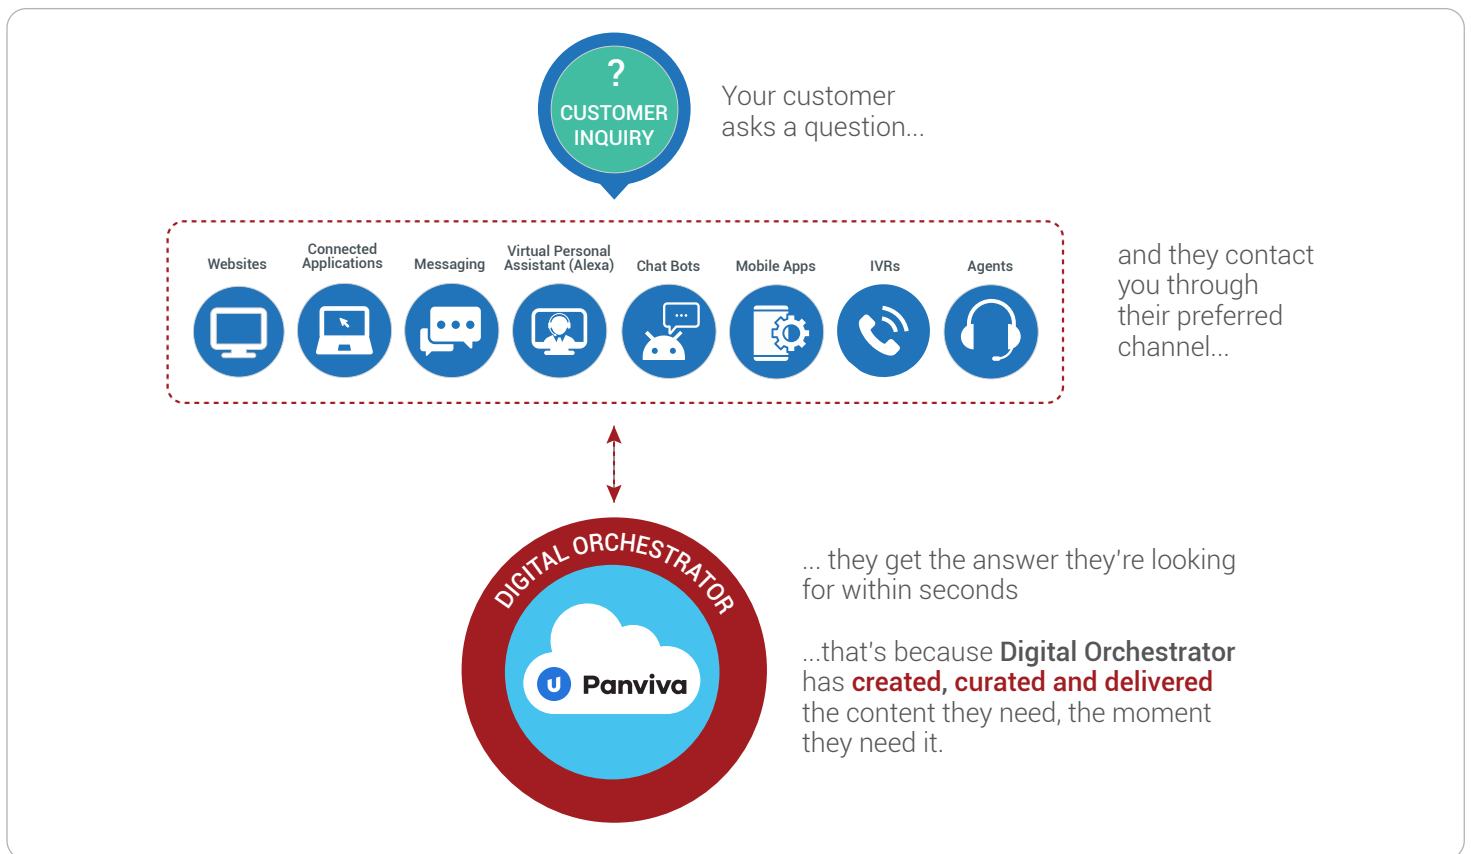 ?
CUSTOMER
INQUIRY
Your customer
asks a question...
Websites
Connected
Applications
Messaging
Virtual Personal
Assistant (Alexa)
Chat Bots
Mobile Apps
IVRs
Agents
and they contact
you through
their preferred
channel...
DIGITAL ORCHESTRATOR
U Panviva
... they get the answer they're looking
for within seconds
...that's because Digital Orchestrator
has created, curated and delivered
the content they need, the moment
they need it.